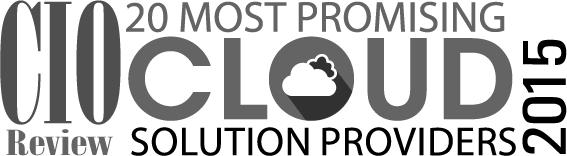 CIO
Review
20 MOST PROMISING
CLOUD
SOLUTION PROVIDERS
2015